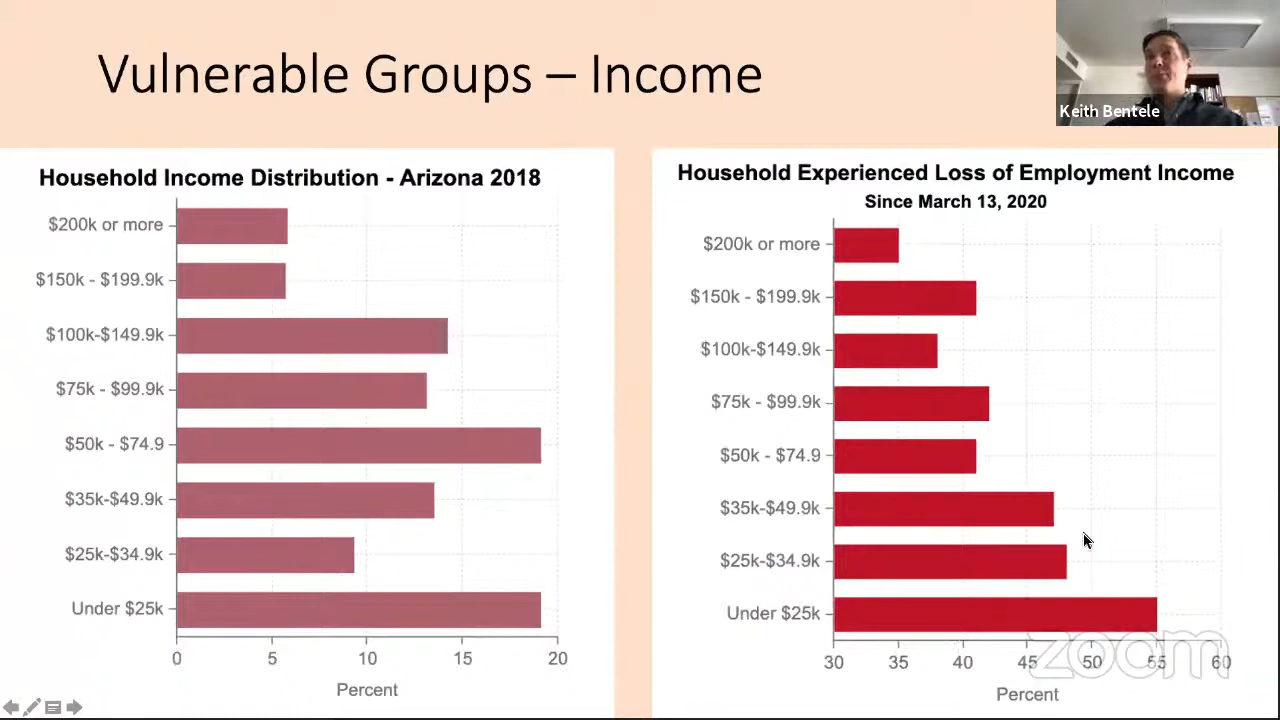 Vulnerable Groups – Income
Keith Bentele
Household Income Distribution - Arizona 2018
$200k or more
$150k - $199.9k
$100k-$149.9k
$75k - $99.9k
$50k - $74.9
$35k-$49.9k
$25k-$34.9k
Under $25k
0 5 10 15 20
Percent
Household Experienced Loss of Employment Income
Since March 13, 2020
$200k or more
$150k - $199.9k
$100k-$149.9k
$75k - $99.9k
$50k - $74.9
$35k-$49.9k
$25k-$34.9k
Under $25k
30 35 40 45 50 55 60
Percent
zoom